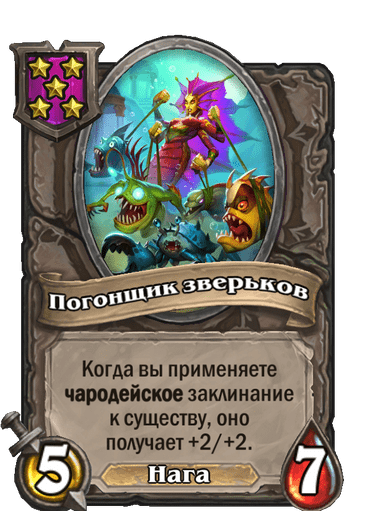 Погонщик зверьков
Когда вы применяете
чародейское заклинание
к существу, оно
получает +2/+2.
5
Нага
7